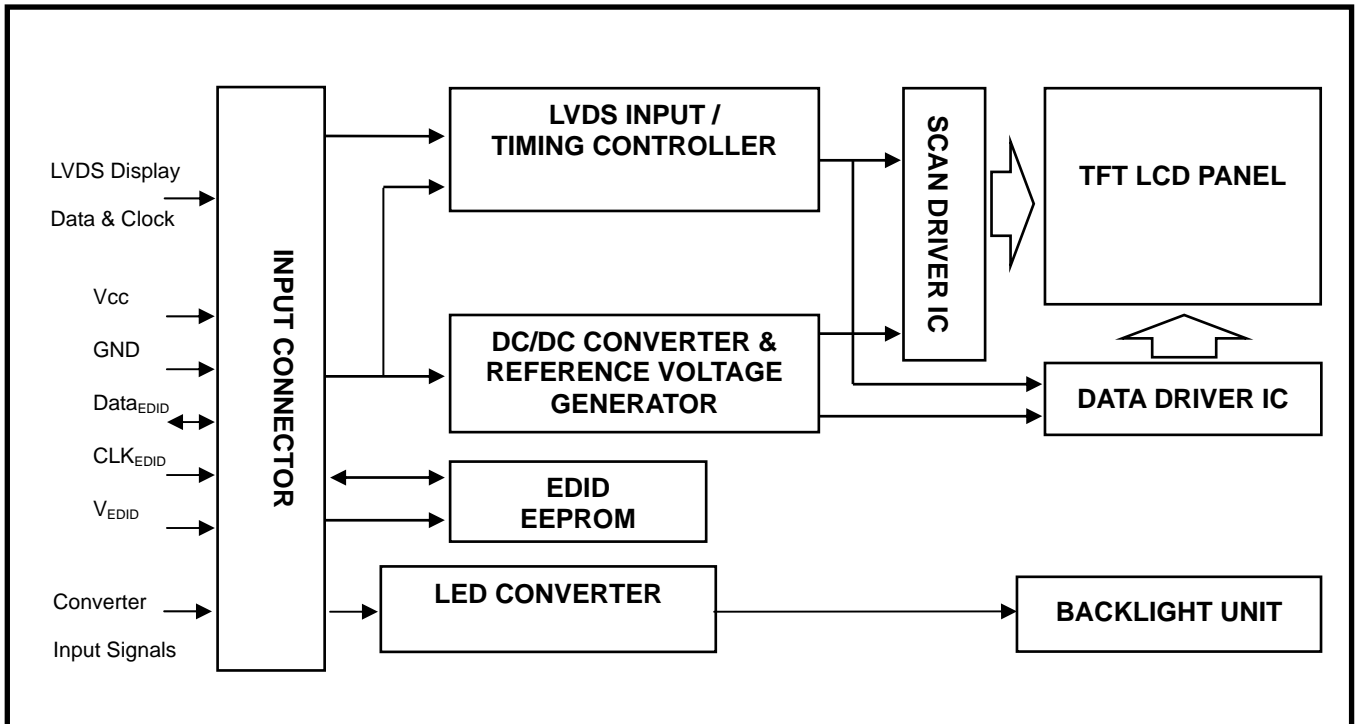 LVDS Display
Data & Clock
Vcc
GND
DataEDID
CLKEDID
VEDID
Converter
Input Signals
INPUT CONNECTOR
LVDS INPUT /
TIMING CONTROLLER
DC/DC CONVERTER &
REFERENCE VOLTAGE
GENERATOR
EDID
EEPROM
LED CONVERTER
SCAN DRIVER IC
TFT LCD PANEL
DATA DRIVER IC
BACKLIGHT UNIT